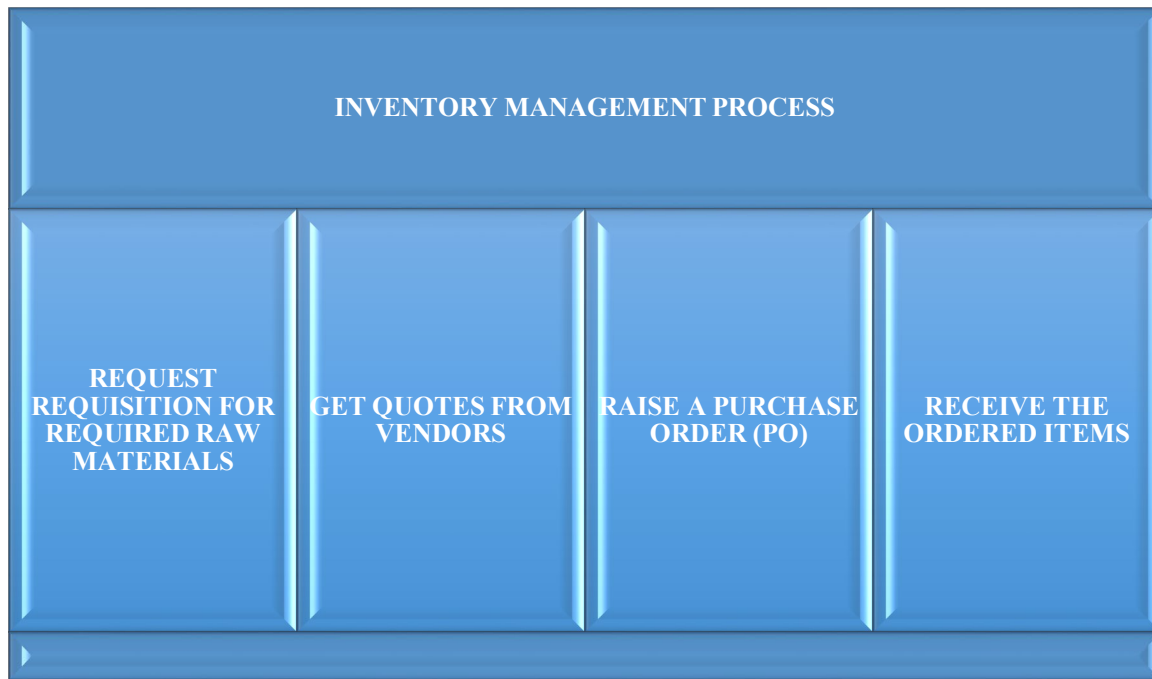 INVENTORY MANAGEMENT PROCESS
REQUEST
REQUISITION FOR
REQUIRED RAW
MATERIALS
GET QUOTES FROM
VENDORS
RAISE A PURCHASE
ORDER (PO)
RECEIVE THE
ORDERED ITEMS